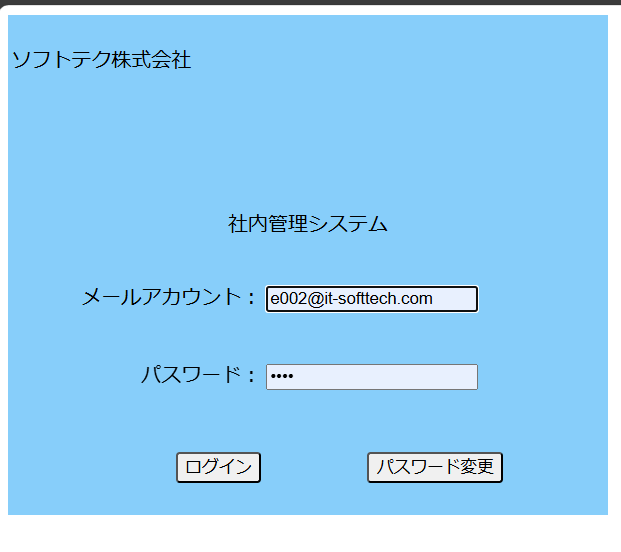 ソフトテク株式会社
社内管理システム
メールアカウント： e002@it-softtech.com
パスワード： ••••
ログイン パスワード変更